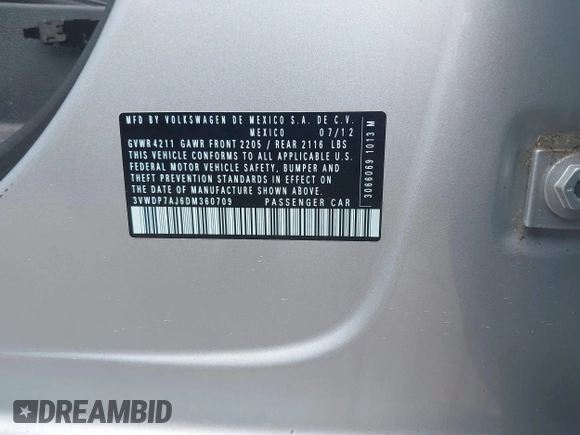 MFD BY VOLKSWAGEN DE MEXICO S.A. DE C.V.
MEXICO 07/12
GVWR 4211 GAWR FRONT 2205 / REAR 2116 LBS
THIS VEHICLE CONFORMS TO ALL APPLICABLE U.S.
FEDERAL MOTOR VEHICLE SAFETY, BUMPER AND
THEFT PREVENTION STANDARDS IN EFFECT ON
THE DATE OF MANUFACTURE SHOWN ABOVE.
3VWDP7AJ6DM360709 PASSENGER CAR
3066069 1013 M
DREAMBID